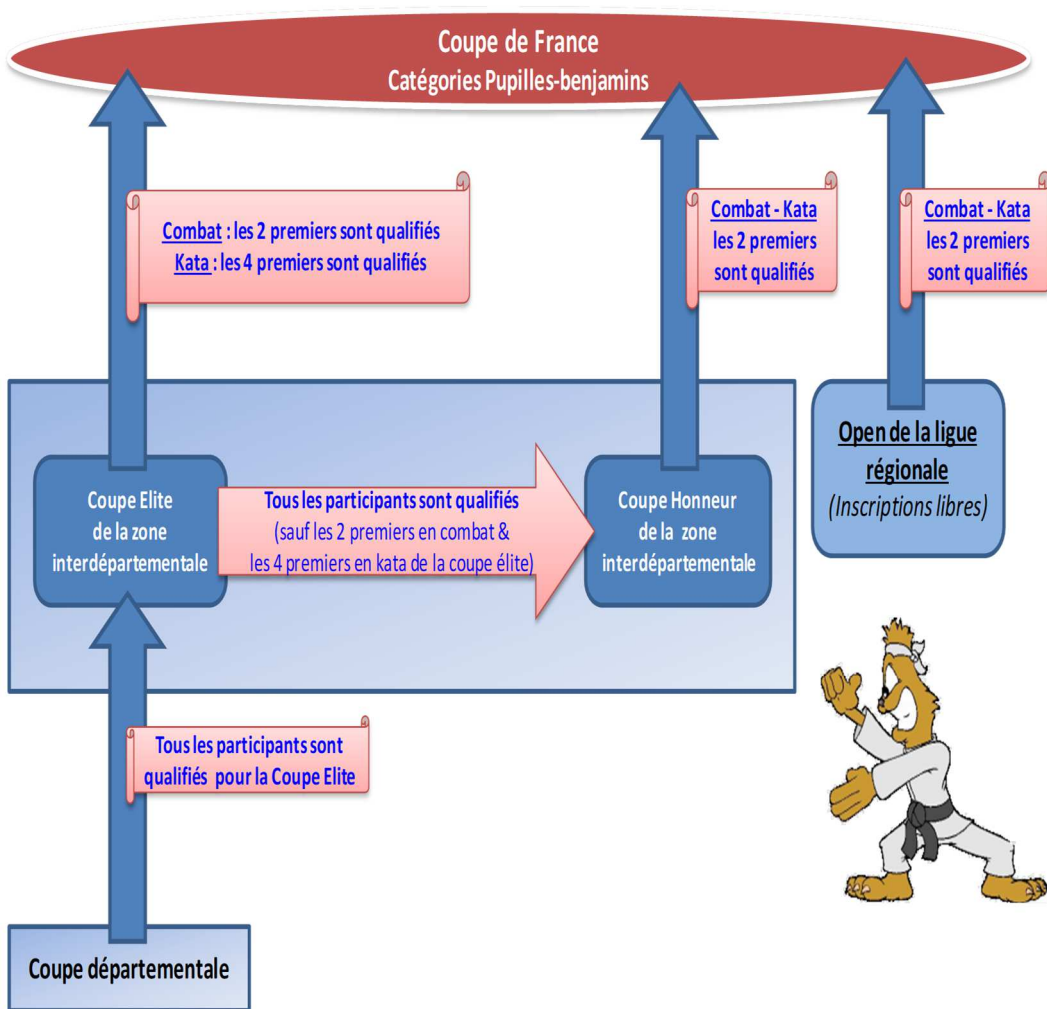 Coupe de France
Catégories Pupilles-benjamins
Combat : les 2 premiers sont qualifiés
Kata : les 4 premiers sont qualifiés
Combat - Kata
les 2 premiers
sont qualifiés
Combat - Kata
les 2 premiers
sont qualifiés
Coupe Elite
de la zone
interdépartementale
Tous les participants sont qualifiés
(sauf les 2 premiers en combat &
les 4 premiers en kata de la coupe élite)
Coupe Honneur
de la zone
interdépartementale
Open de la ligue
régionale
(Inscriptions libres)
Tous les participants sont
qualifiés pour la Coupe Elite
Coupe départementale